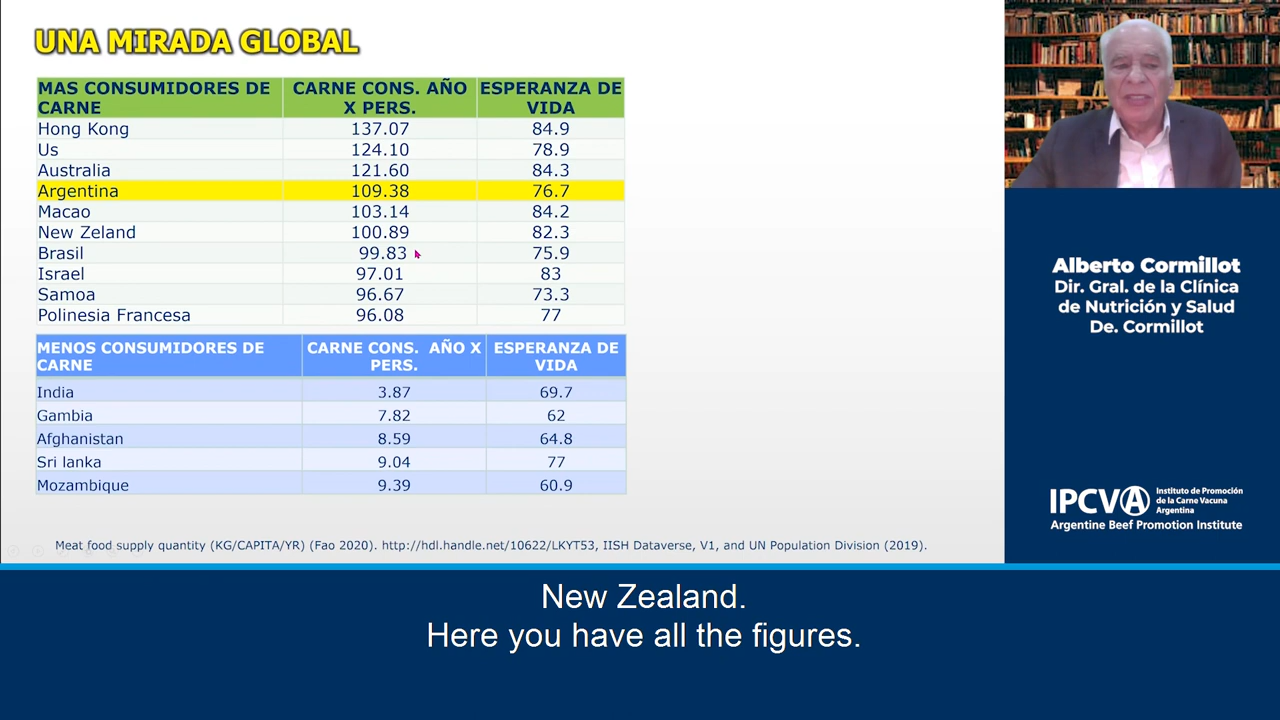 UNA MIRADA GLOBAL
MAS CONSUMIDORES DE CARNE CARNE CONS. AÑO X PERS. ESPERANZA DE VIDA
Hong Kong 137.07 84.9
Us 124.10 78.9
Australia 121.60 84.3
Argentina 109.38 76.7
Macao 103.14 84.2
New Zeland 100.89 82.3
Brasil 99.83 75.9
Israel 97.01 83
Samoa 96.67 73.3
Polinesia Francesa 96.08 77
MENOS CONSUMIDORES DE CARNE CARNE CONS. AÑO X PERS. ESPERANZA DE VIDA
India 3.87 69.7
Gambia 7.82 62
Afghanistan 8.59 64.8
Sri lanka 9.04 77
Mozambique 9.39 60.9
Meat food supply quantity (KG/CAPITA/YR) (Fao 2020). http://hdl.handle.net/10622/LKYT53, IISH Dataverse, V1, and UN Population Division (2019).
Alberto Cormillot
Dir. Gral. de la Clínica
de Nutrición y Salud
De. Cormillot
IPCVA
Instituto de Promoción
de la Carne Vacuna
Argentina
Argentine Beef Promotion Institute
New Zealand.
Here you have all the figures.